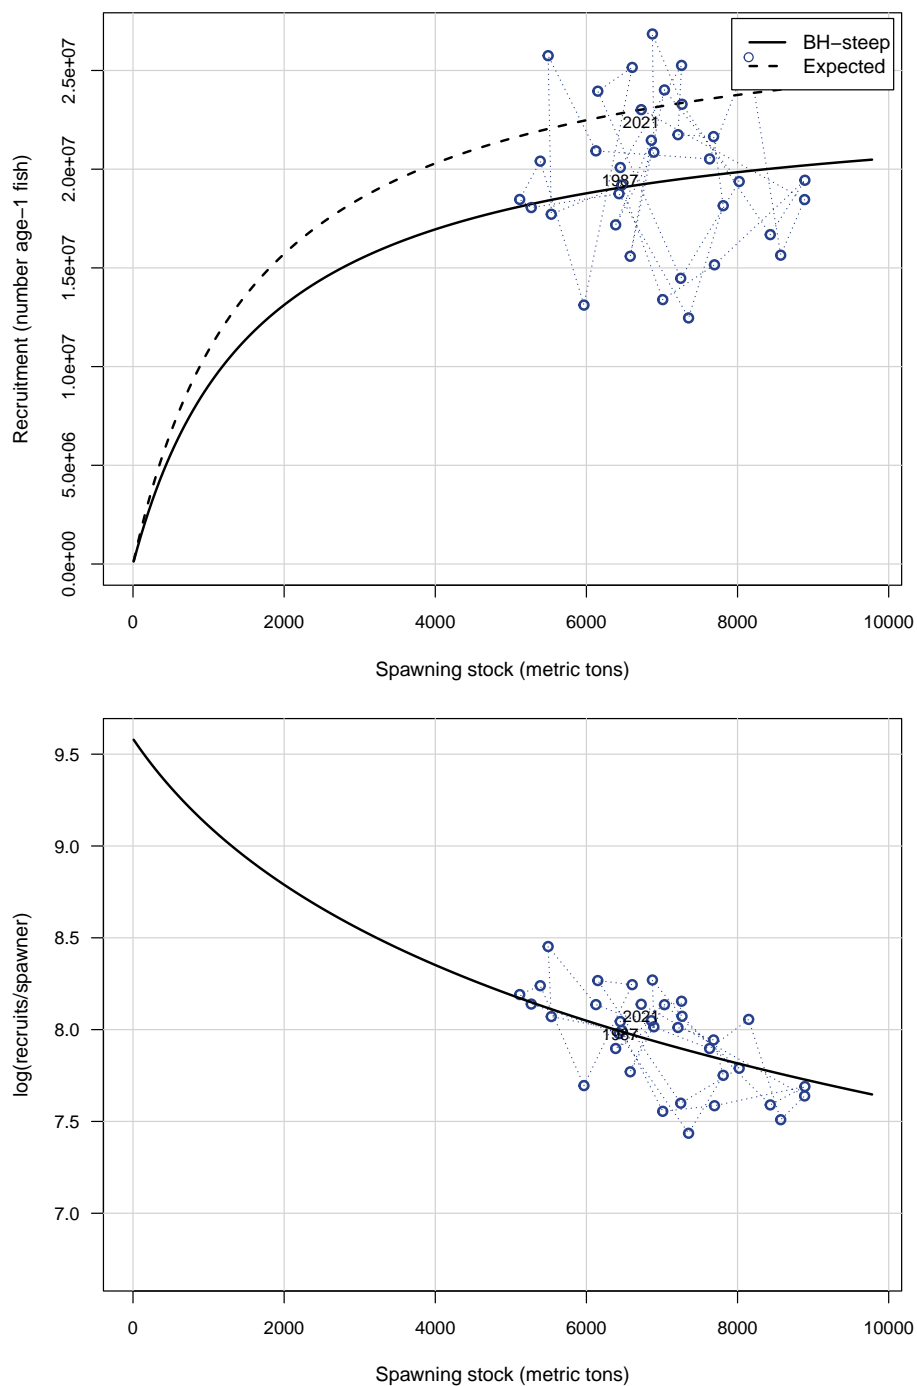 BH−steep
Expected
2021
1987
Recruitment (number age−1 fish)
2.5e+07
2.0e+07
1.5e+07
1.0e+07
5.0e+06
0.0e+00
0 2000 4000 6000 8000 10000
Spawning stock (metric tons)
log(recruits/spawner)
9.5
9.0
8.5
8.0
7.5
7.0
2021
1987
0 2000 4000 6000 8000 10000
Spawning stock (metric tons)